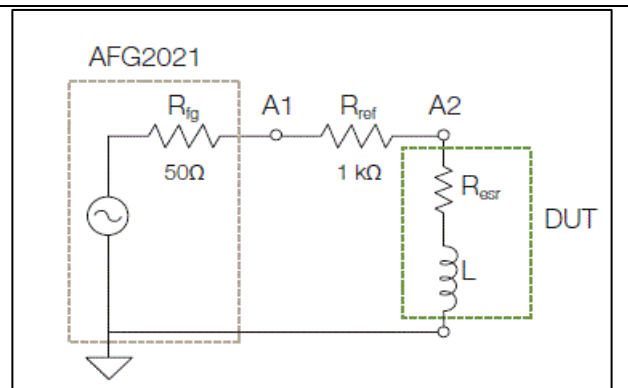 AFG2021
Rfg A1 Rref A2
50Ω 1 kΩ
Resr
DUT
L